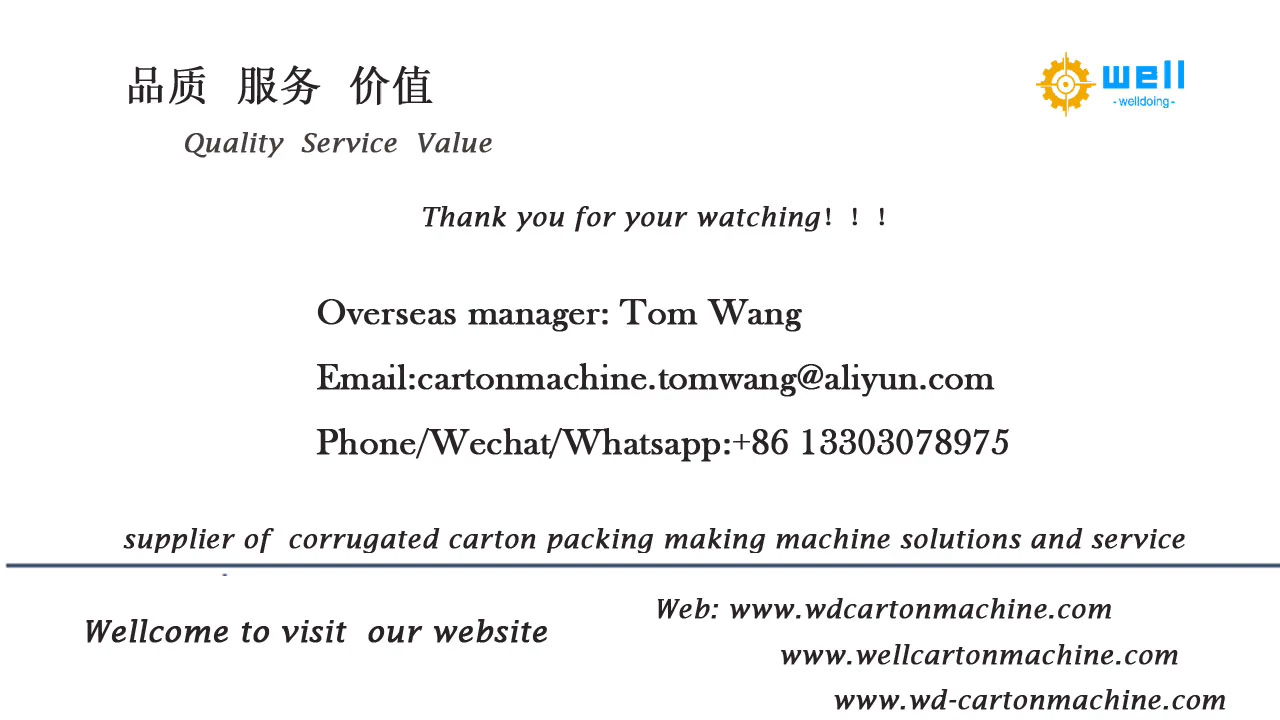 品质 服务 价值
Quality Service Value
well
-welldoing-
Thank you for your watching！！！
Overseas manager: Tom Wang
Email:cartonmachine.tomwang@aliyun.com
Phone/Wechat/Whatsapp:+86 13303078975
supplier of corrugated carton packing making machine solutions and service
Wellcome to visit our website
Web: www.wdcartonmachine.com
www.wellcartonmachine.com
www.wd-cartonmachine.com